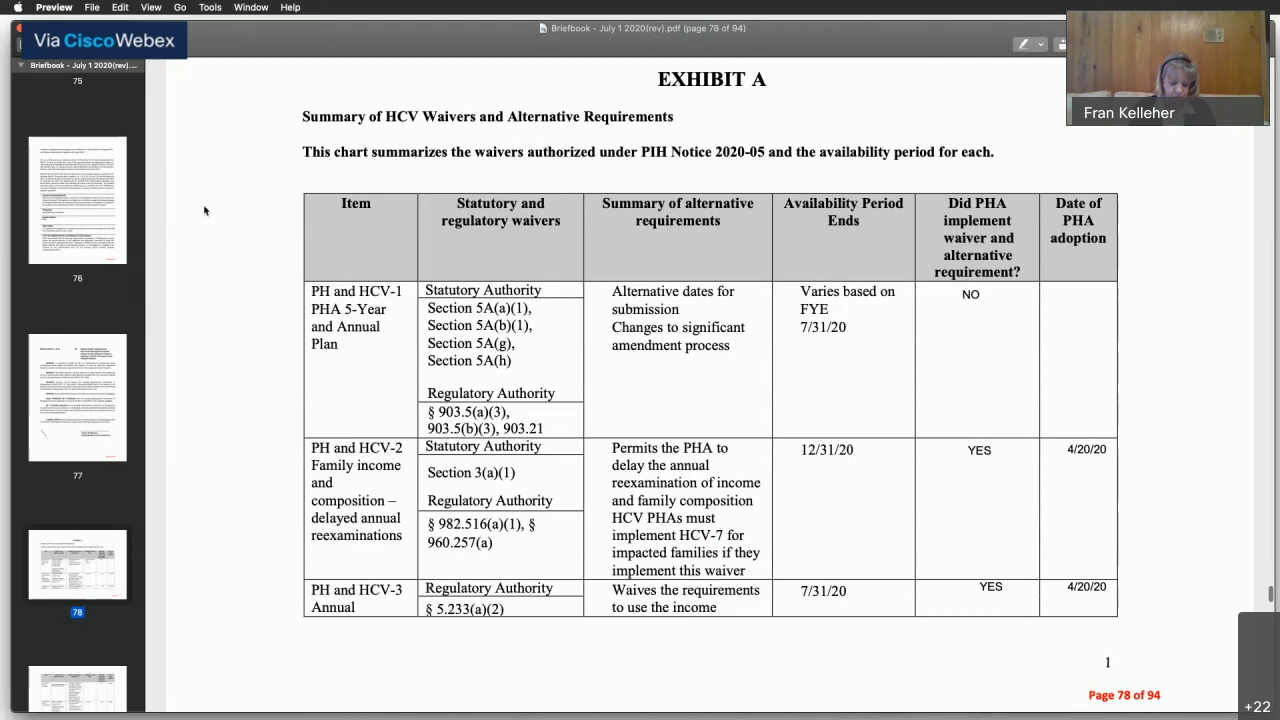 Preview File Edit View Go Tools Window Help
Via CiscoWebex
Briefbook - July 1 2020(rev).pdf (page 78 of 94)
Briefbook - July 1 2020(rev)....
75
76
77
78
Fran Kelleher
EXHIBIT A
Summary of HCV Waivers and Alternative Requirements
This chart summarizes the waivers authorized under PIH Notice 2020-05 and the availability period for each.
Item
Statutory and
regulatory waivers
Summary of alternative
requirements
Availability Period
Ends
Did PHA
implement
waiver and
alternative
requirement?
Date of
PHA
adoption
PH and HCV-1
PHA 5-Year
and Annual
Plan
Statutory Authority
Section 5A(a)(1),
Section 5A(b)(1),
Section 5A(g),
Section 5A(h)
Regulatory Authority
§ 903.5(a)(3),
903.5(b)(3), 903.21
Alternative dates for
submission
Changes to significant
amendment process
Varies based on
FYE
7/31/20
NO
PH and HCV-2
Family income
and
composition –
delayed annual
reexaminations
Statutory Authority
Section 3(a)(1)
Regulatory Authority
§ 982.516(a)(1), §
960.257(a)
Permits the PHA to
delay the annual
reexamination of income
and family composition
HCV PHAs must
implement HCV-7 for
impacted families if they
implement this waiver
12/31/20
YES
4/20/20
PH and HCV-3
Annual
Regulatory Authority
§ 5.233(a)(2)
Waives the requirements
to use the income
7/31/20
YES
4/20/20
1
Page 78 of 94
+22